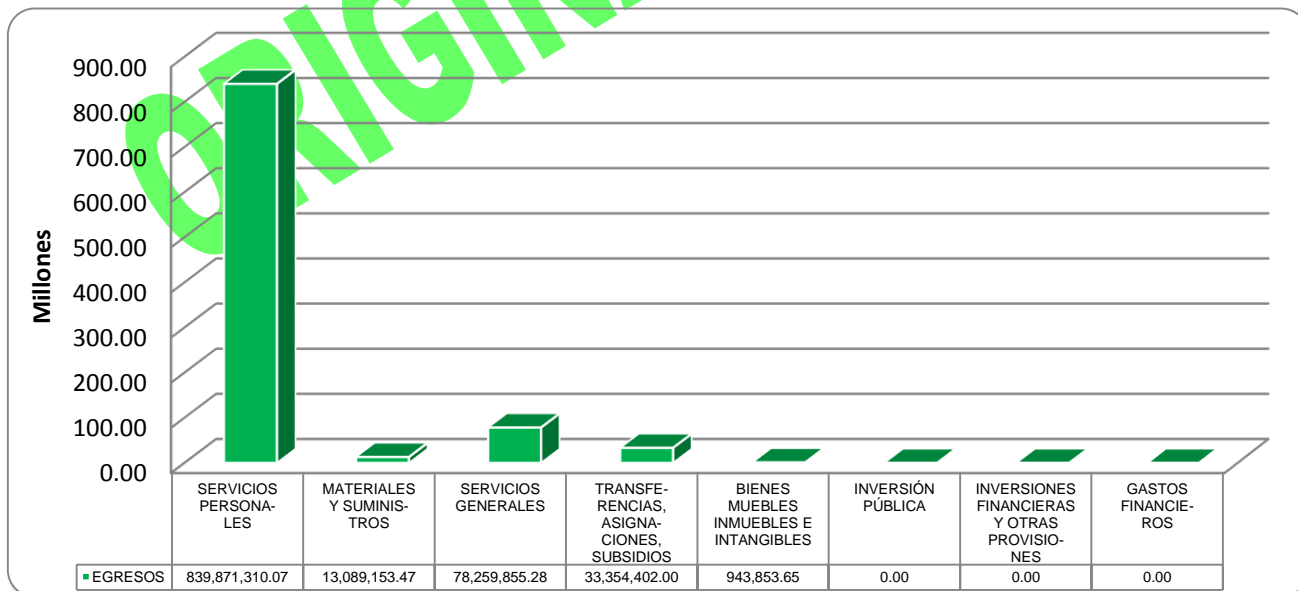 ORIGIN
900.00
800.00
700.00
600.00
500.00
400.00
300.00
200.00
100.00
0.00
Millones
SERVICIOS
PERSONA-
LES
MATERIALES
Y SUMINIS-
TROS
SERVICIOS
GENERALES
TRANSFE-
RENCIAS,
ASIGNA-
CIONES,
SUBSIDIOS
BIENES
MUEBLES
INMUEBLES E
INTANGIBLES
INVERSIÓN
PÚBLICA
INVERSIONES
FINANCIERAS
Y OTRAS
PROVISIO-
NES
GASTOS
FINANCIE-
ROS
EGRESOS 839,871,310.07 13,089,153.47 78,259,855.28 33,354,402.00 943,853.65 0.00 0.00 0.00